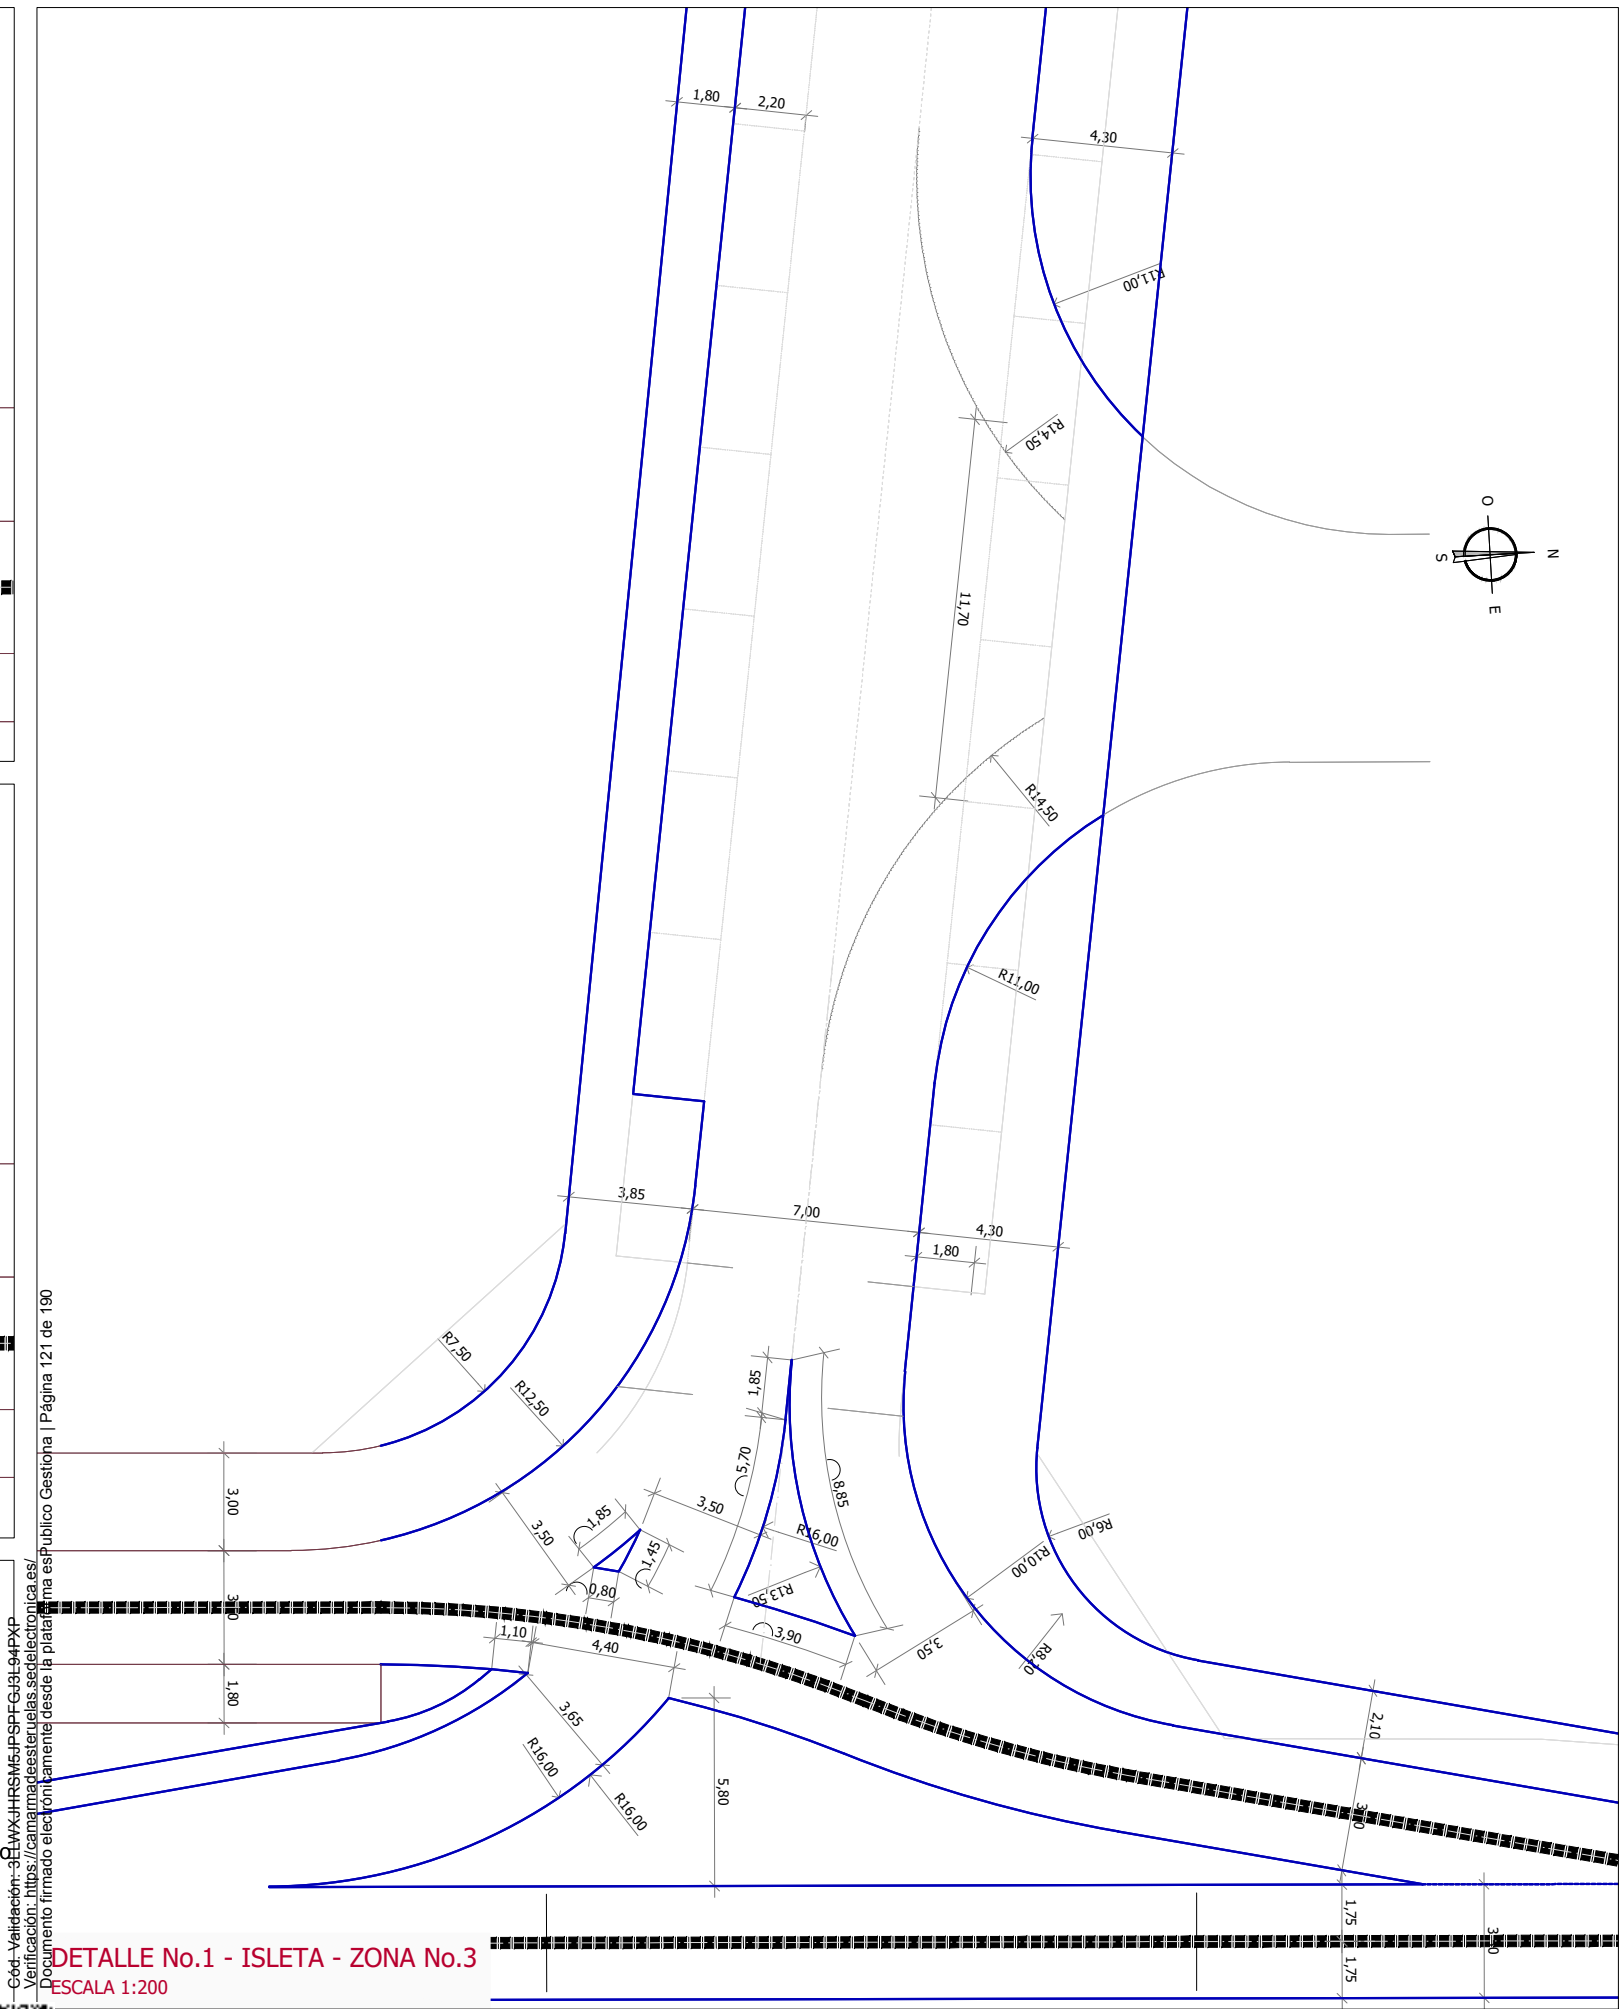 1,80
2,20
4,30
R11,00
R14,50
O
S
N
E
11,70
R14,50
R11,00
3,85
7,00
4,30
1,80
R7,50
R12,50
1,85
5,70
8,85
3,00
3,50
1,85
3,50
R16,00
1,45
R6,00
R10,00
0,80
R13,50
3,90
3,50
1,10
4,40
1,80
3,65
2,10
R16,00
R16,00
5,80
1,75
1,75
Cód. Validación:
Verificación: https://camarmadeesteruelas.sedelectronica.es/
Documento firmado electrónicamente desde la plataforma esPublico Gestiona | Página 121 de 190
DETALLE No.1 - ISLETA - ZONA No.3
ESCALA 1:200